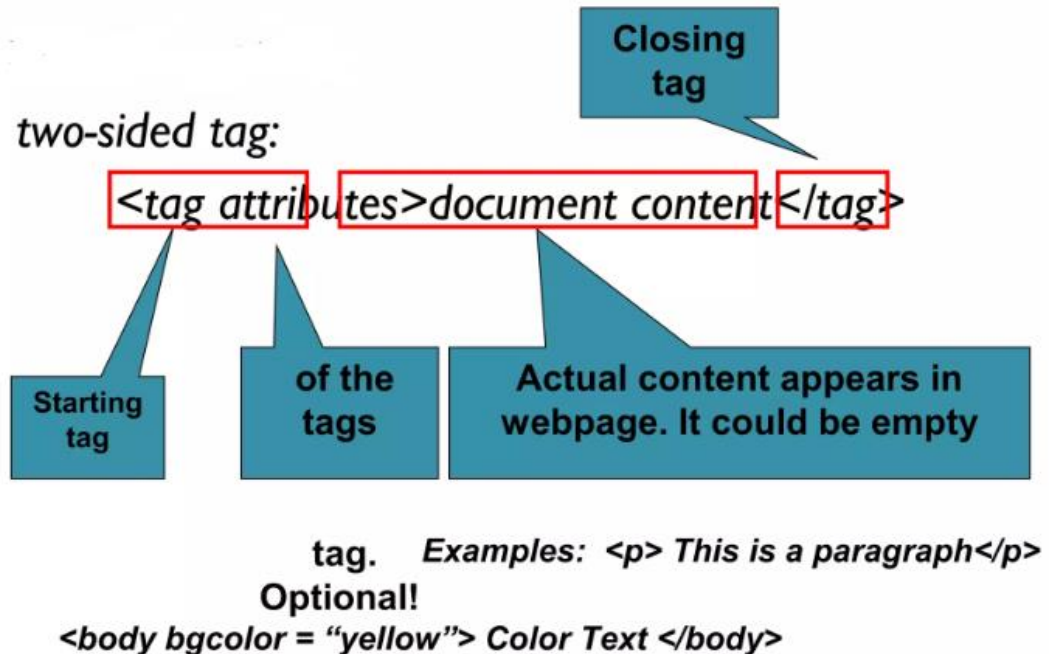 Closing
tag
two-sided tag:
<tag attributes>document content</tag>
Starting
tag
of the
tags
Actual content appears in
webpage. It could be empty
tag. Examples: <p> This is a paragraph</p>
Optional!
<body bgcolor = “yellow”> Color Text </body>